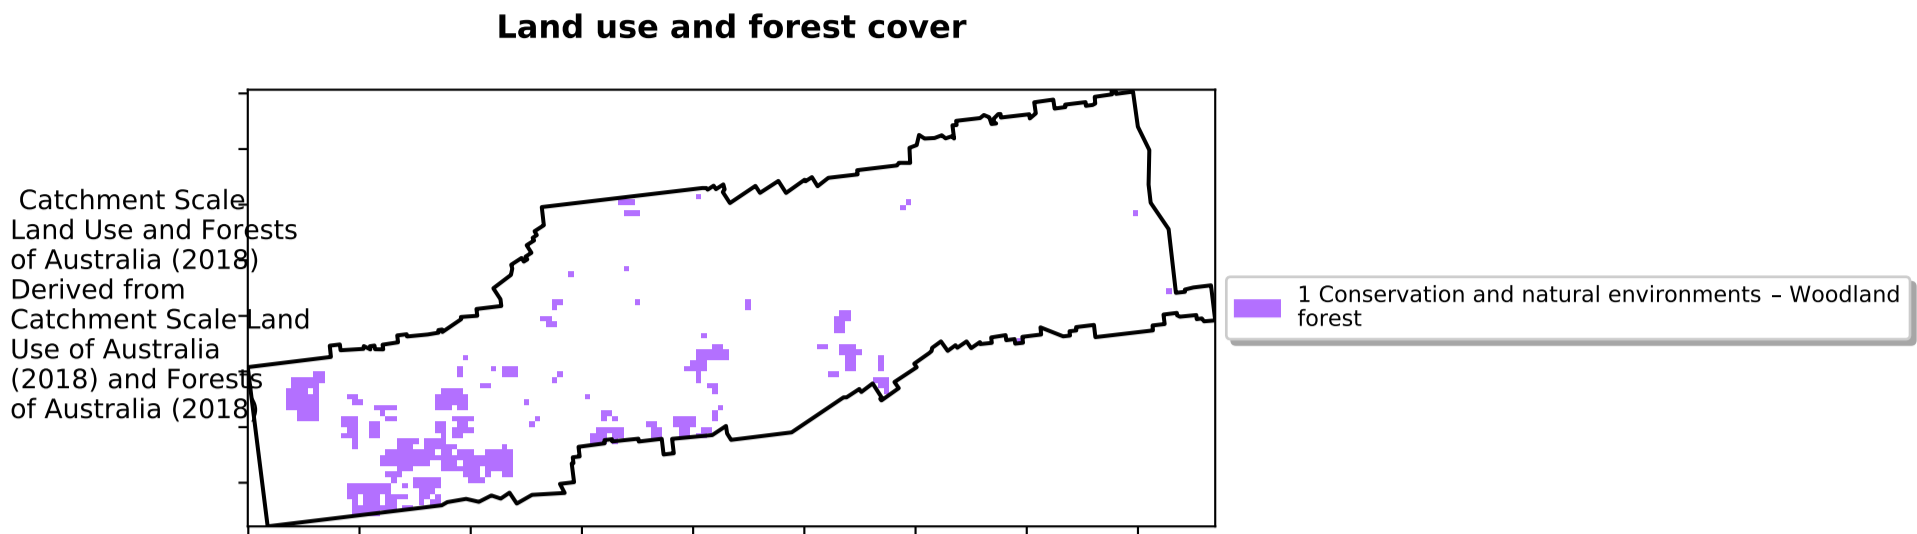 Land use and forest cover
Catchment Scale
Land Use and Forests
of Australia (2018)
Derived from
Catchment Scale Land
Use of Australia
(2018) and Forests
of Australia (2018)
1 Conservation and natural environments – Woodland
forest